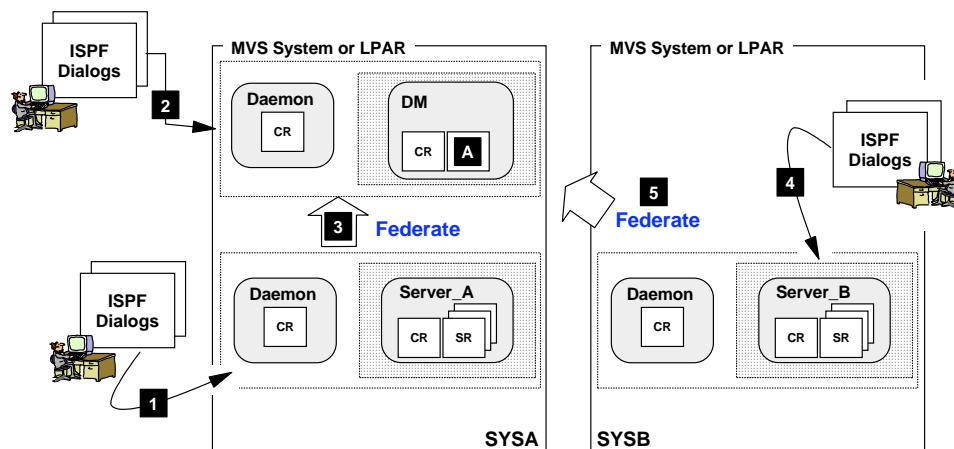 ISPF
Dialogs
MVS System or LPAR
MVS System or LPAR
2
Daemon
CR
DM
CR
A
ISPF
Dialogs
4
5
Federate
3
Federate
ISPF
Dialogs
Daemon
CR
Server_A
CR
SR
Daemon
CR
Server_B
CR
SR
1
SYSA
SYSB